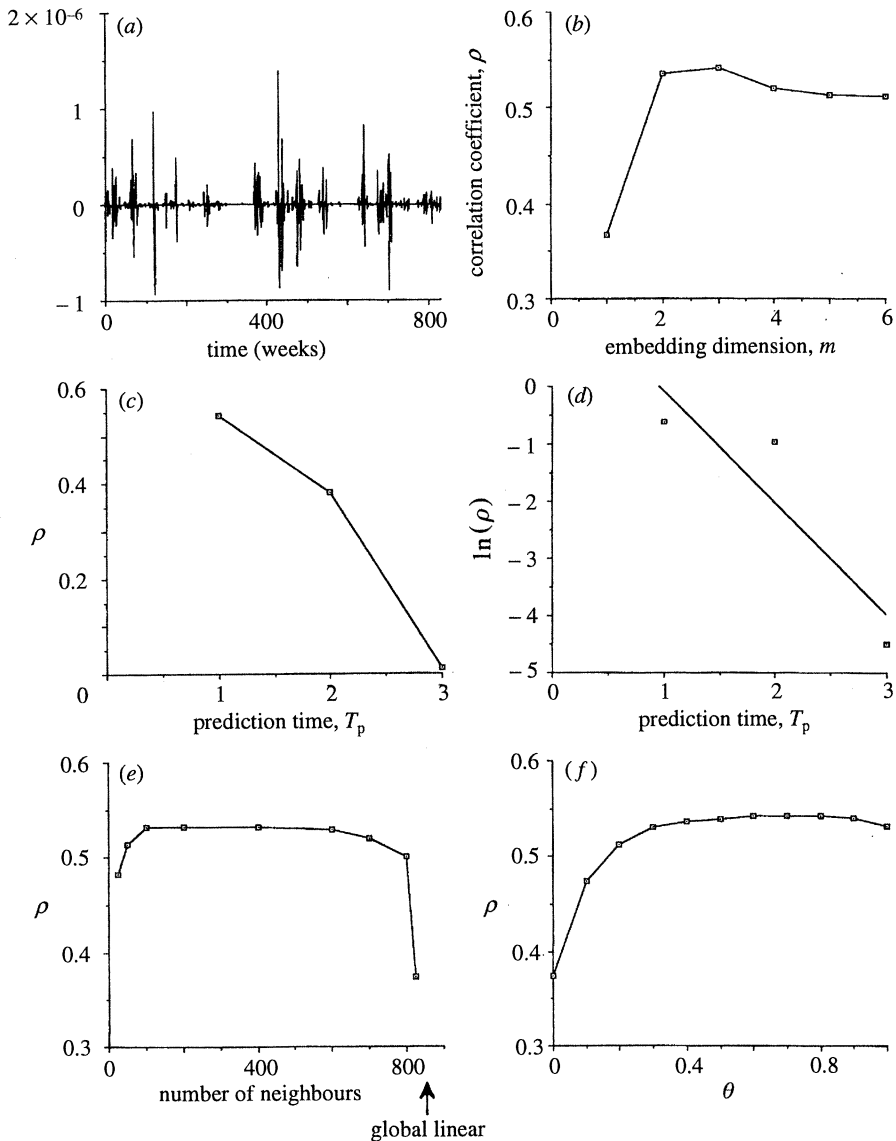 (a)
2 × 10⁻⁶
1
0
− 1
0 400 800
time (weeks)
(b)
correlation coefficient, ρ
0.6
0.5
0.4
0.3
0 2 4 6
embedding dimension, m
(c)
ρ
0.6
0.4
0.2
0
1 2 3
prediction time, Tₚ
(d)
ln(ρ)
0
− 1
− 2
− 3
− 4
− 5
0 1 2 3
prediction time, Tₚ
(e)
ρ
0.6
0.5
0.4
0.3
0 400 800
number of neighbours
global linear
(f)
ρ
0.6
0.5
0.4
0.3
0 0.4 0.8
θ